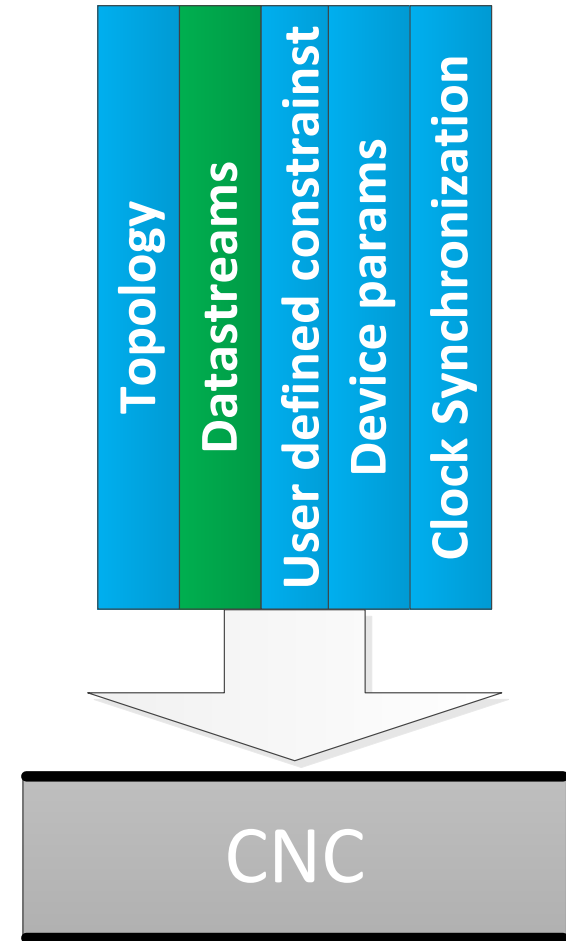 Topology
Datastreams
User defined constrainst
Device params
Clock Synchronization
CNC